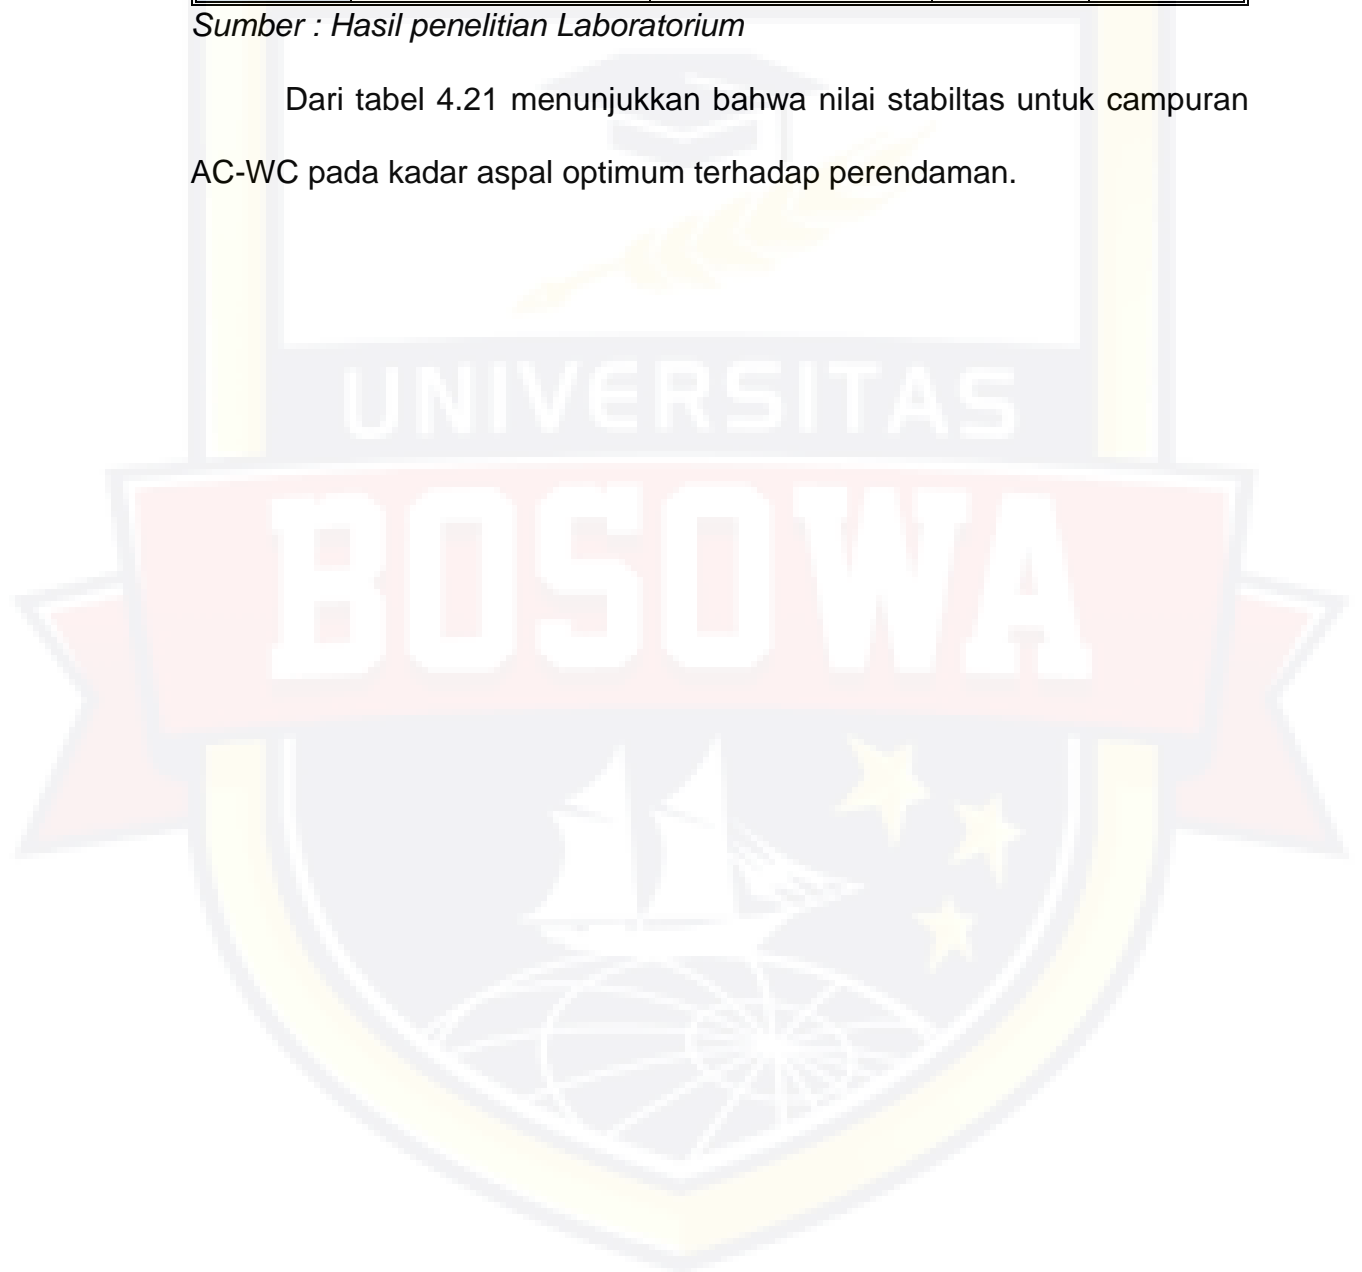 Sumber : Hasil penelitian Laboratorium
Dari tabel 4.21 menunjukkan bahwa nilai stabiltas untuk campuran
AC-WC pada kadar aspal optimum terhadap perendaman.
UNIVERSITAS
BOSOWA